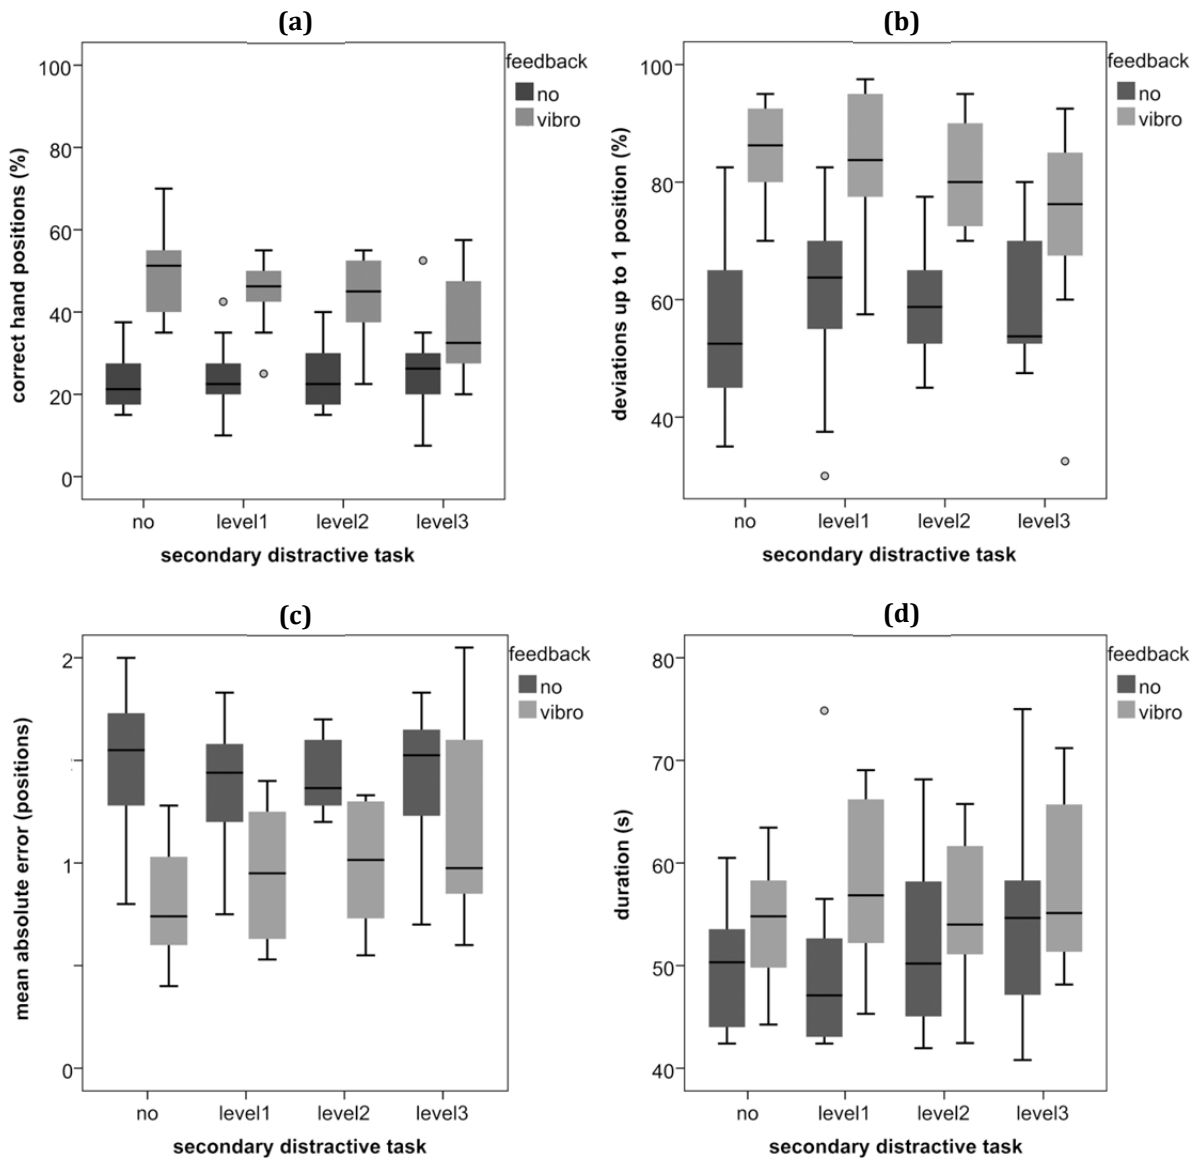 (a)
feedback
no
vibro
correct hand positions (%)
100
80
60
40
20
0
no level1 level2 level3
secondary distractive task
(b)
feedback
no
vibro
deviations up to 1 position (%)
100
80
60
40
no level1 level2 level3
secondary distractive task
(c)
feedback
no
vibro
mean absolute error (positions)
2
1
0
no level1 level2 level3
secondary distractive task
(d)
feedback
no
vibro
duration (s)
80
70
60
50
40
no level1 level2 level3
secondary distractive task